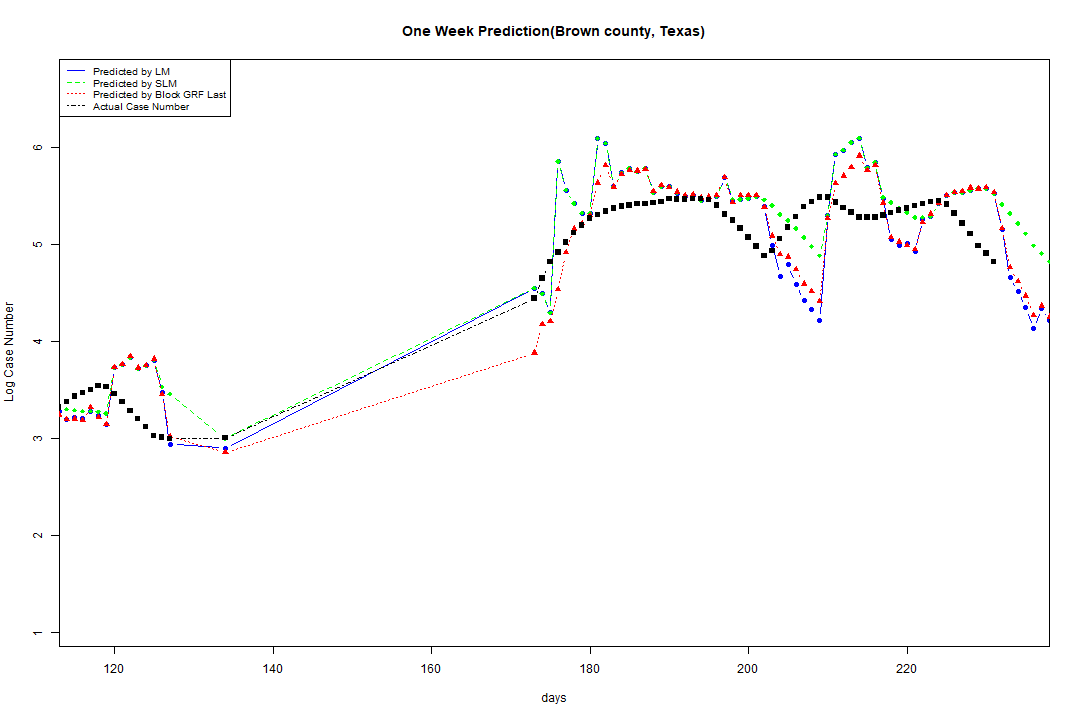 One Week Prediction(Brown county, Texas)
Predicted by LM
Predicted by SLM
Predicted by Block GRF Last
Actual Case Number
6
5
4
3
2
1
Log Case Number
120 140 160 180 200 220
days